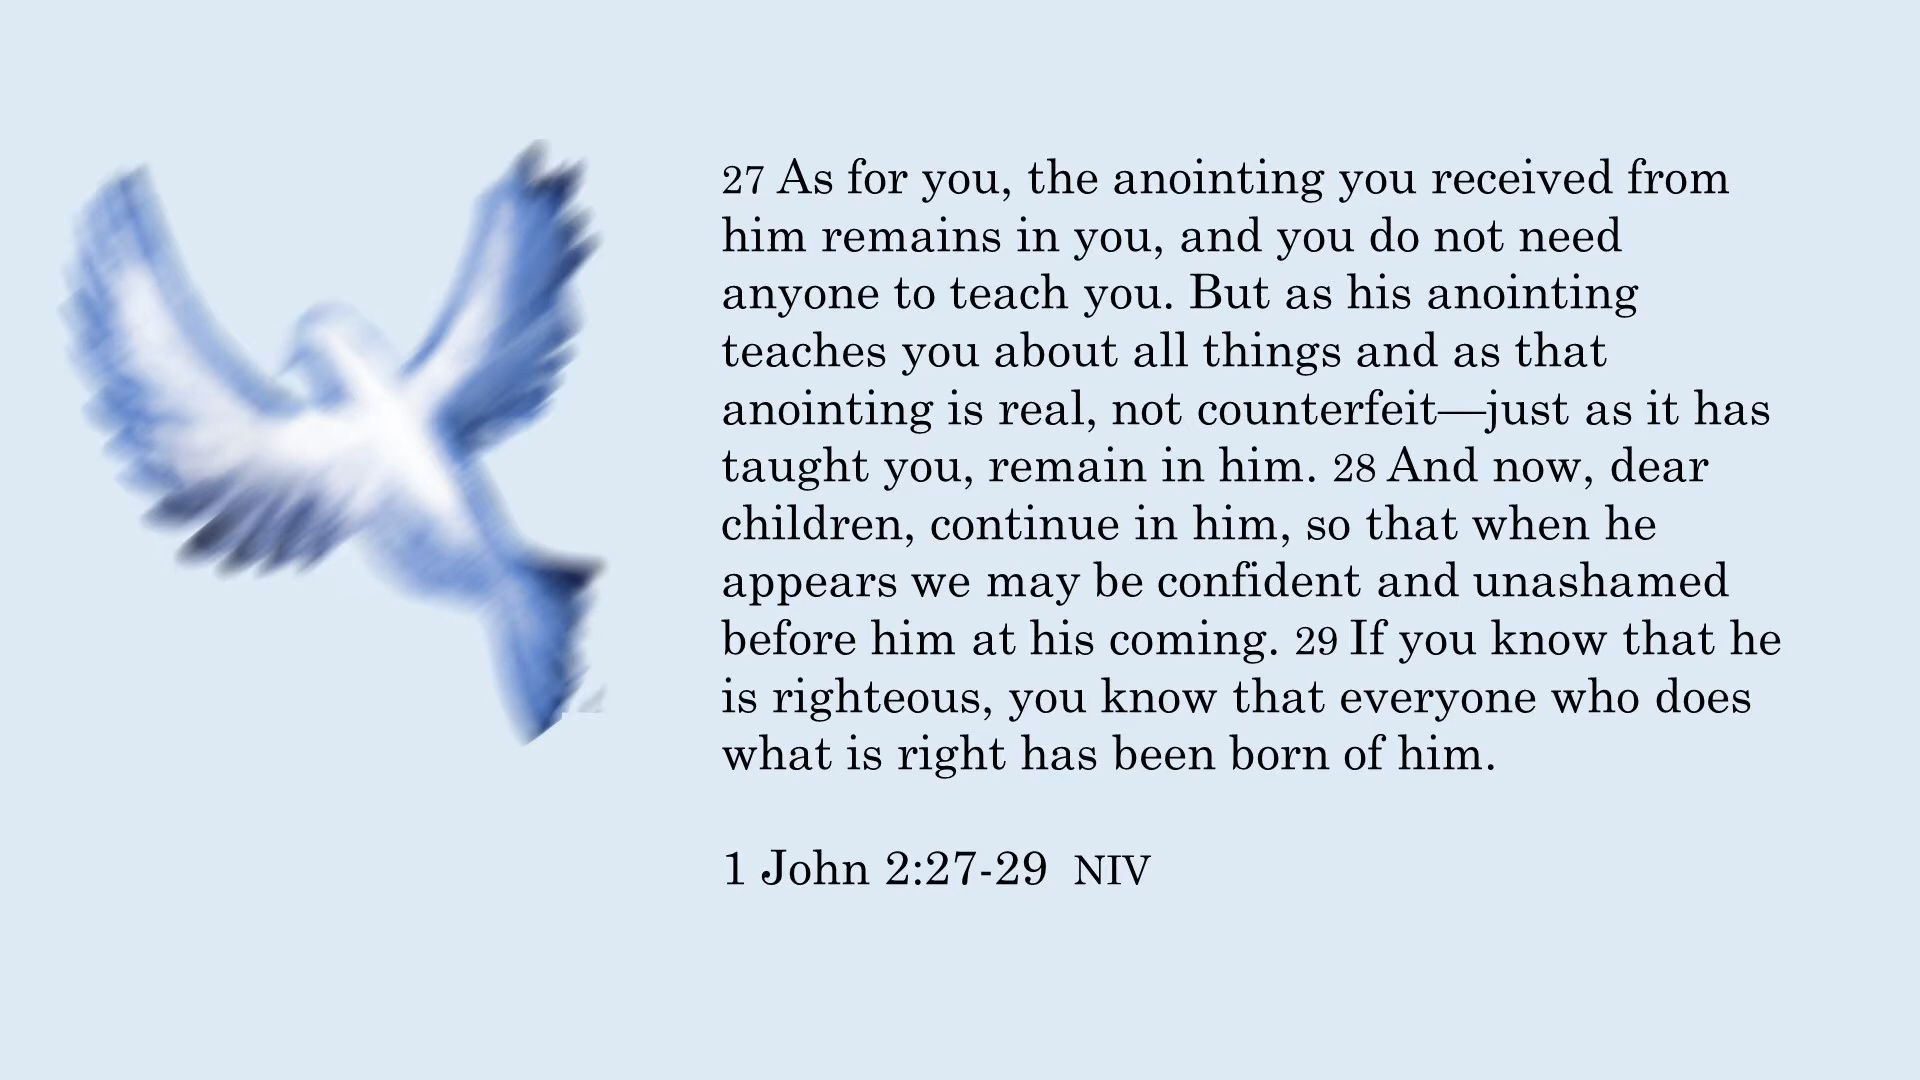 27 As for you, the anointing you received from
him remains in you, and you do not need
anyone to teach you. But as his anointing
teaches you about all things and as that
anointing is real, not counterfeit—just as it has
taught you, remain in him. 28 And now, dear
children, continue in him, so that when he
appears we may be confident and unashamed
before him at his coming. 29 If you know that he
is righteous, you know that everyone who does
what is right has been born of him.
1 John 2:27-29 NIV